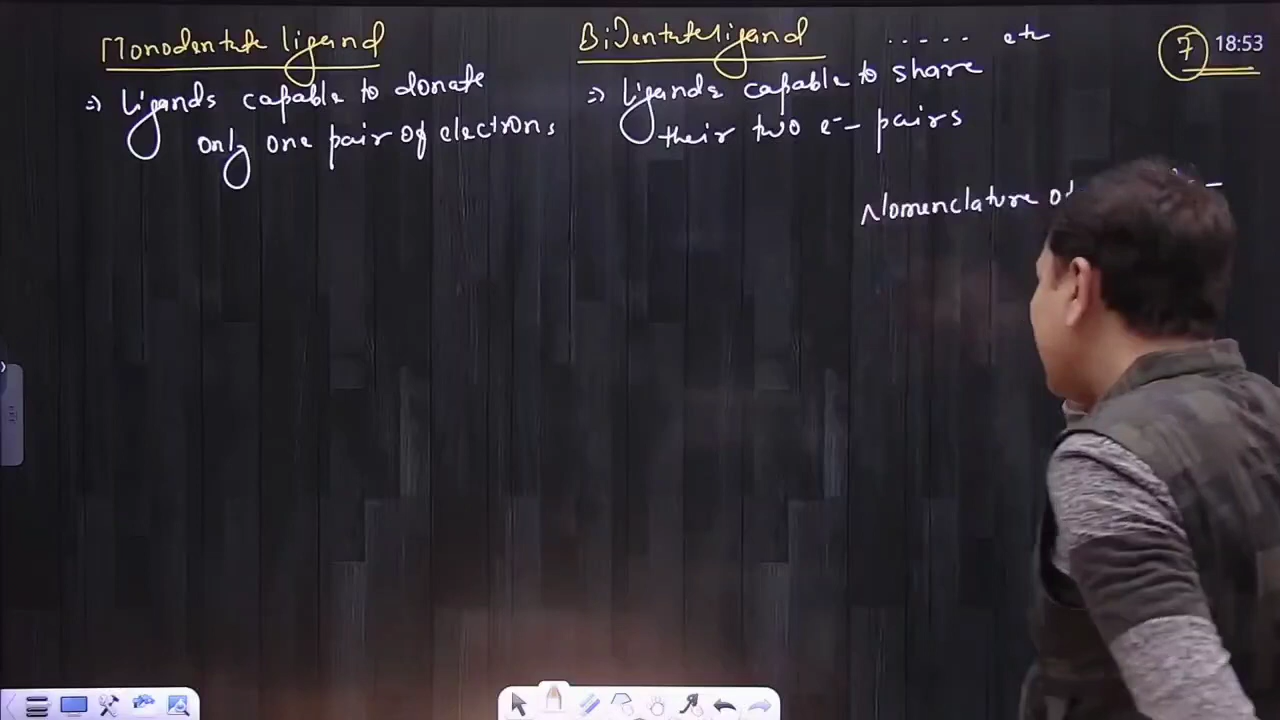 Monodentate ligand
⇒ Ligands capable to donate
only one pair of electrons
BiDentate ligand ..... etc
⇒ Ligands capable to share
their two e- pairs
Nomenclature
7
18:53